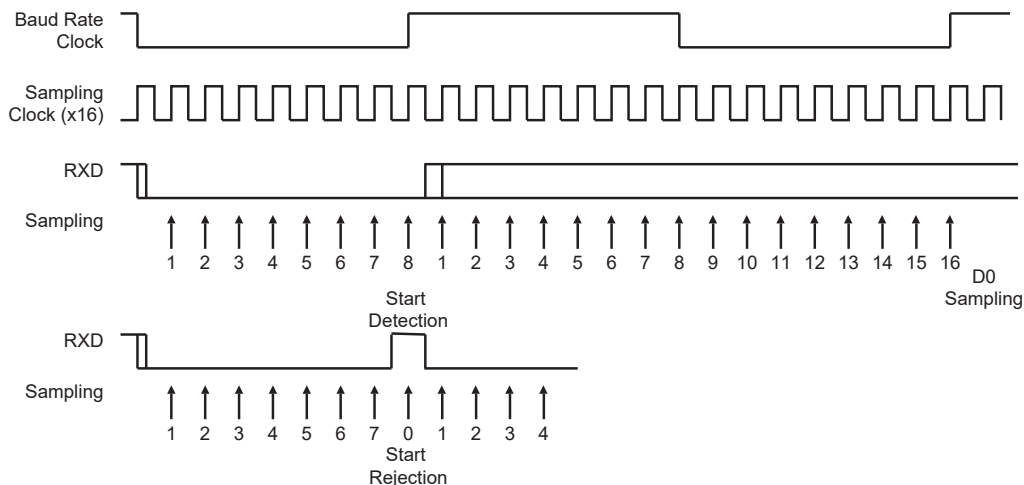 Baud Rate
Clock
Sampling
Clock (x16)
RXD
Sampling
1 2 3 4 5 6 7 8 1 2 3 4 5 6 7 8 9 10 11 12 13 14 15 16
D0
Sampling
Start
Detection
RXD
Sampling
1 2 3 4 5 6 7 0 1 2 3 4
Start
Rejection